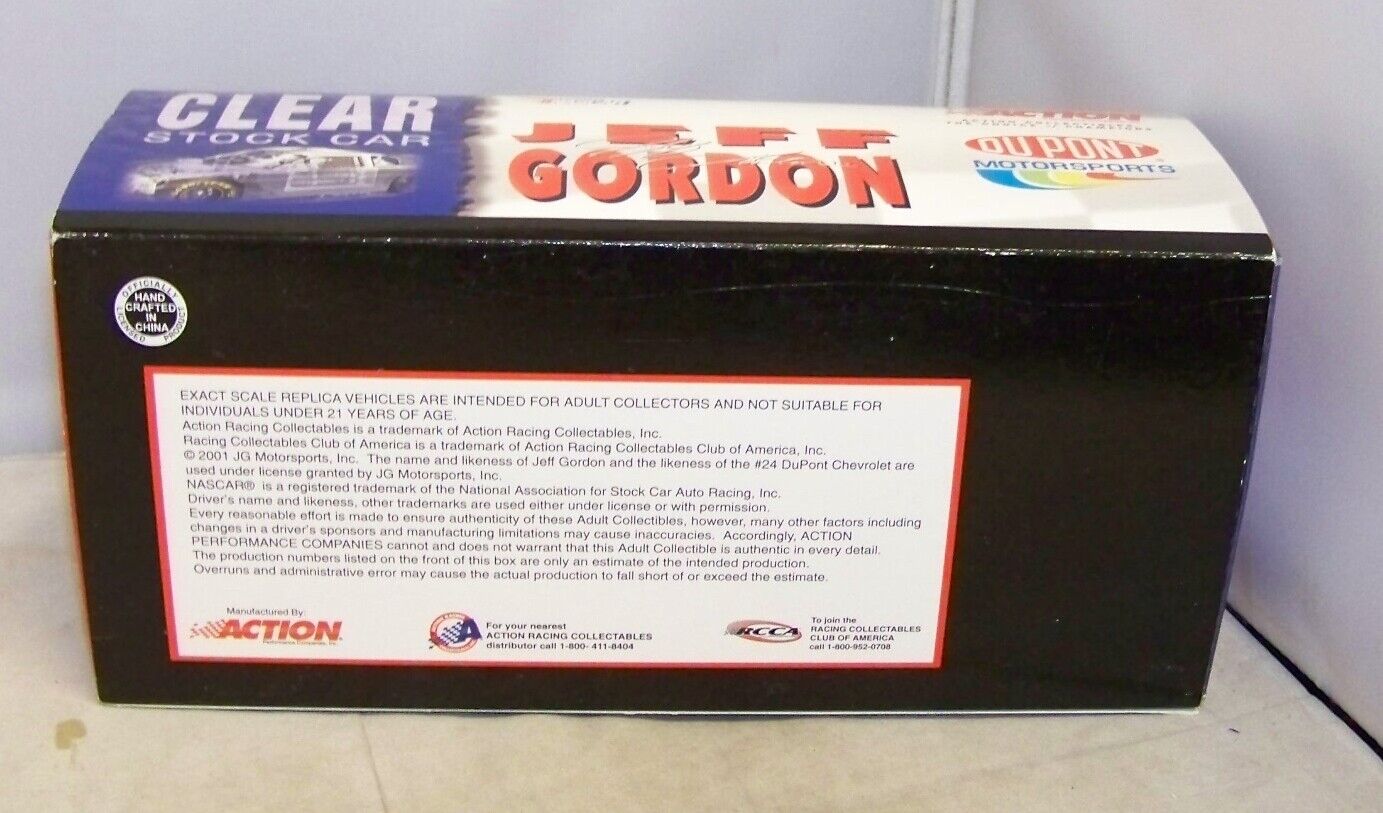 CLEAR
STOCK CAR
JEFF
GORDON
ACTION
DUPONT
MOTORSPORTS
OFFICIALLY
HAND
CRAFTED
IN
CHINA
LICENSED PRODUCT
EXACT SCALE REPLICA VEHICLES ARE INTENDED FOR ADULT COLLECTORS AND NOT SUITABLE FOR
INDIVIDUALS UNDER 21 YEARS OF AGE.
Action Racing Collectables is a trademark of Action Racing Collectables, Inc.
Racing Collectables Club of America is a trademark of Action Racing Collectables Club of America, Inc.
© 2001 JG Motorsports, Inc. The name and likeness of Jeff Gordon and the likeness of the #24 DuPont Chevrolet are
used under license granted by JG Motorsports, Inc.
NASCAR® is a registered trademark of the National Association for Stock Car Auto Racing, Inc.
Driver's name and likeness, other trademarks are used either under license or with permission.
Every reasonable effort is made to ensure authenticity of these Adult Collectibles, however, many other factors including
changes in a driver's sponsors and manufacturing limitations may cause inaccuracies. Accordingly, ACTION
PERFORMANCE COMPANIES cannot and does not warrant that this Adult Collectible is authentic in every detail.
The production numbers listed on the front of this box are only an estimate of the intended production.
Overruns and administrative error may cause the actual production to fall short of or exceed the estimate.
Manufactured By:
ACTION
Performance Companies, Inc.
For your nearest
ACTION RACING COLLECTABLES
distributor call 1-800- 411-8404
RCCA
To join the
RACING COLLECTABLES
CLUB OF AMERICA
call 1-800-952-0708